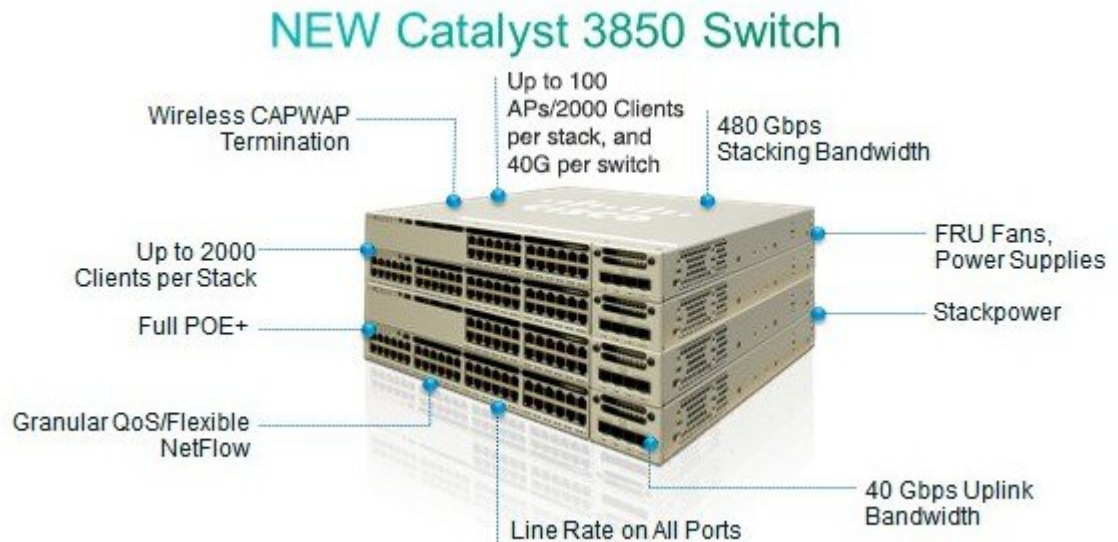 NEW Catalyst 3850 Switch
Up to 100
APs/2000 Clients
per stack, and
40G per switch
Wireless CAPWAP
Termination
480 Gbps
Stacking Bandwidth
Up to 2000
Clients per Stack
FRU Fans,
Power Supplies
Full POE+
Stackpower
Granular QoS/Flexible
NetFlow
40 Gbps Uplink
Bandwidth
Line Rate on All Ports